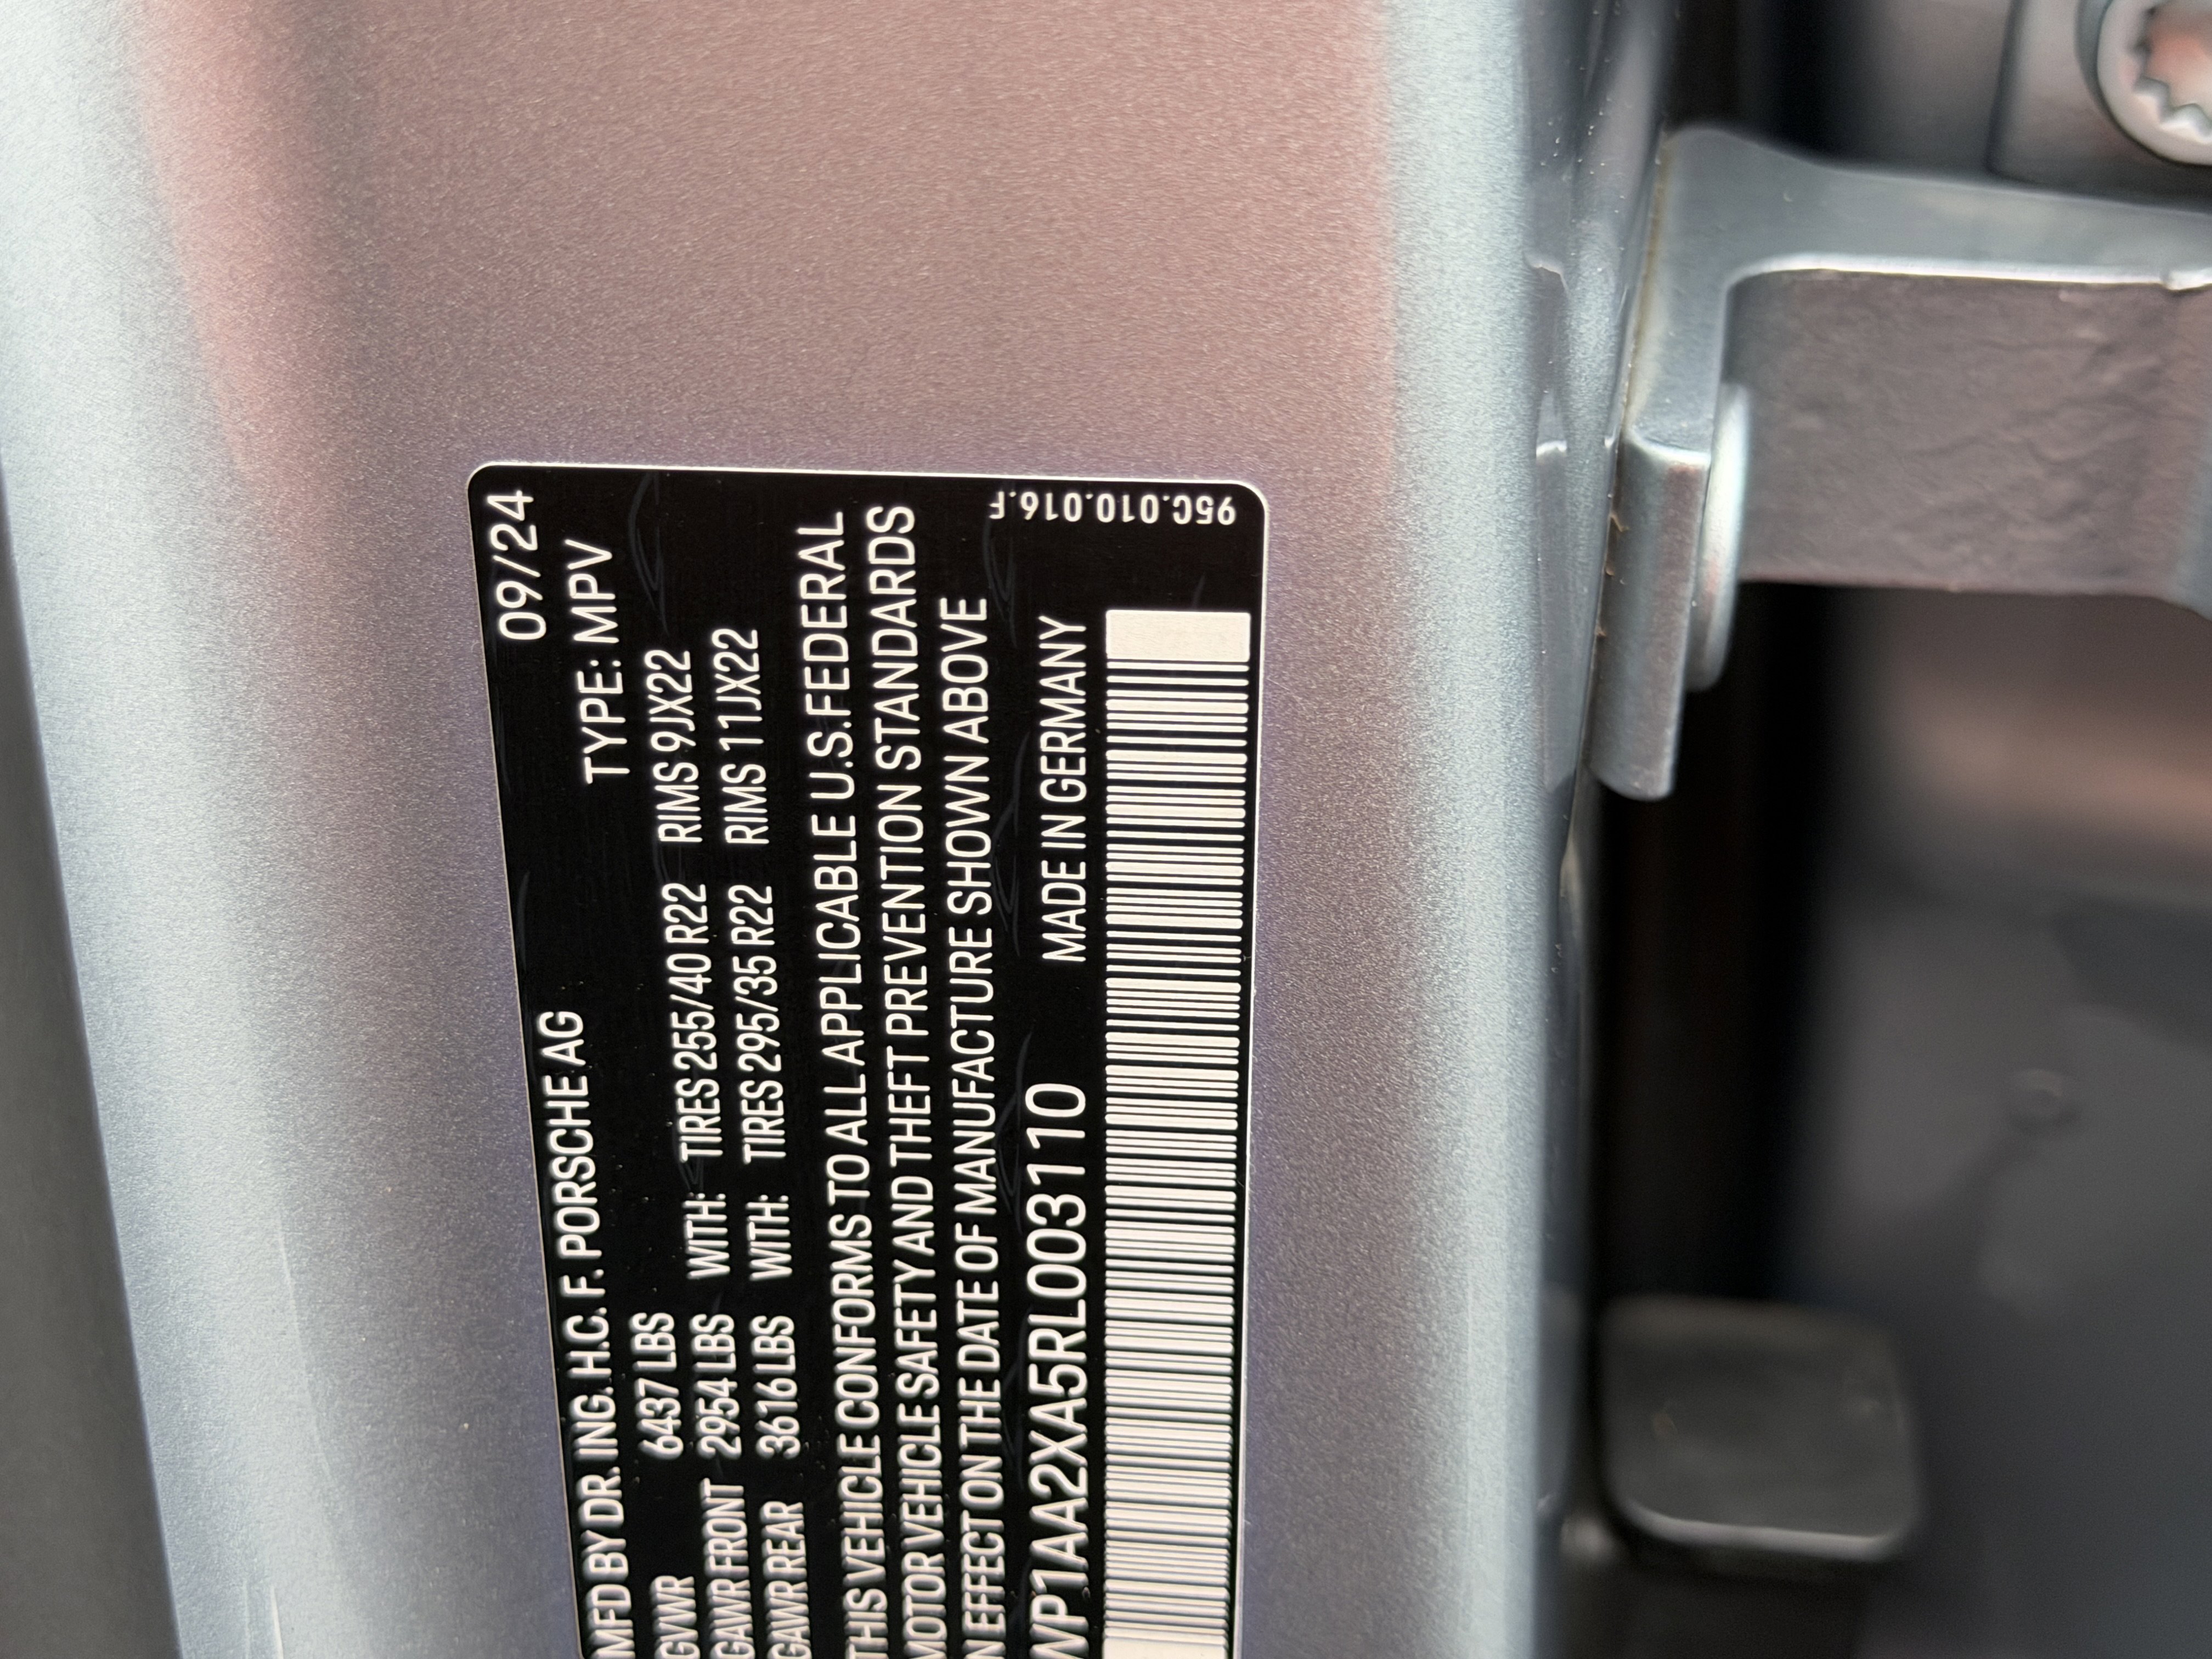 MFD BY DR. ING. H.C. F. PORSCHE AG 09/24
GVWR 6437 LBS TYPE: MPV
GAWR FRONT 2954 LBS WITH: TIRES 255/40 R22 RIMS 9JX22
GAWR REAR 3616 LBS WITH: TIRES 295/35 R22 RIMS 11JX22
THIS VEHICLE CONFORMS TO ALL APPLICABLE U.S.FEDERAL
MOTOR VEHICLE SAFETY AND THEFT PREVENTION STANDARDS
IN EFFECT ON THE DATE OF MANUFACTURE SHOWN ABOVE
WP1AA2XA5RL003110 MADE IN GERMANY
95C.010.016.F